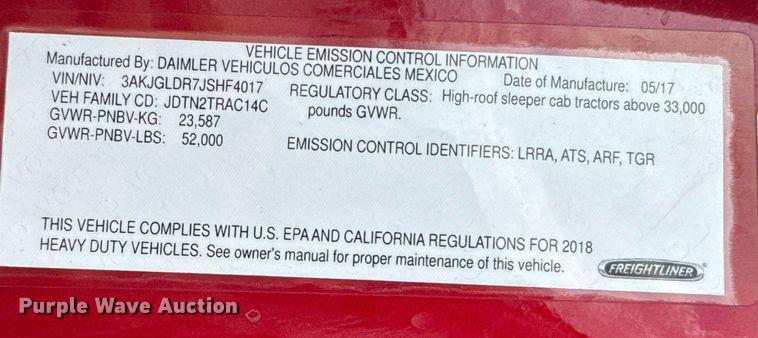 VEHICLE EMISSION CONTROL INFORMATION
Manufactured By: DAIMLER VEHICULOS COMERCIALES MEXICO Date of Manufacture: 05/17
VIN/NIV: 3AKJGLDR7JSHF4017 REGULATORY CLASS: High-roof sleeper cab tractors above 33,000
VEH FAMILY CD: JDTN2TRAC14C pounds GVWR.
GVWR-PNBV-KG: 23,587
GVWR-PNBV-LBS: 52,000 EMISSION CONTROL IDENTIFIERS: LRRA, ATS, ARF, TGR
THIS VEHICLE COMPLIES WITH U.S. EPA AND CALIFORNIA REGULATIONS FOR 2018
HEAVY DUTY VEHICLES. See owner's manual for proper maintenance of this vehicle.
FREIGHTLINER
Purple Wave Auction